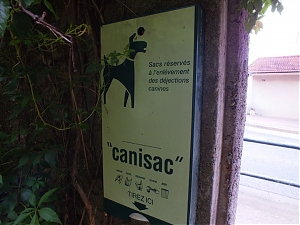 Sacs réservés
à l'enlèvement
des déjections
canines
"canisac"
TIREZ ICI